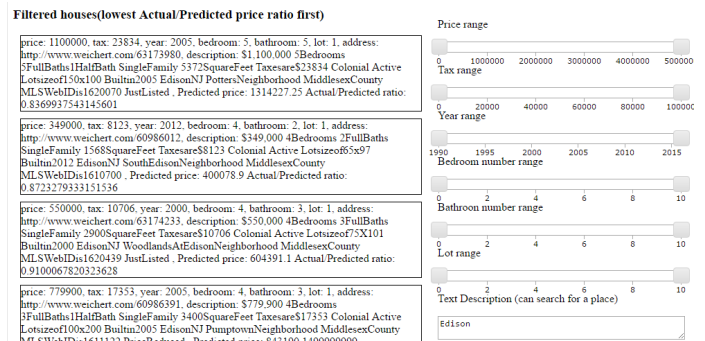 Filtered houses(lowest Actual/Predicted price ratio first)
price: 1100000, tax: 23834, year: 2005, bedroom: 5, bathroom: 5, lot: 1, address:
http://www.weichert.com/63173980, description: $1,100,000 5Bedrooms
5FullBaths1HalfBath SingleFamily 5372SquareFeet Taxesare$23834 Colonial Active
Lotsizeof150x100 Builtin2005 EdisonNJ PottersNeighborhood MiddlesexCounty
MLSWebIDis1620070 JustListed , Predicted price: 1314227.25 Actual/Predicted ratio:
0.8369937543145601
price: 349000, tax: 8123, year: 2012, bedroom: 4, bathroom: 2, lot: 1, address:
http://www.weichert.com/60986012, description: $349,000 4Bedrooms 2FullBaths
SingleFamily 1568SquareFeet Taxesare$8123 Colonial Active Lotsizeof65x97
Builtin2012 EdisonNJ SouthEdisonNeighborhood MiddlesexCounty
MLSWebIDis1610700 , Predicted price: 400078.9 Actual/Predicted ratio:
0.8723279333151536
price: 550000, tax: 10706, year: 2000, bedroom: 4, bathroom: 3, lot: 1, address:
http://www.weichert.com/63174233, description: $550,000 4Bedrooms 3FullBaths
SingleFamily 2900SquareFeet Taxesare$10706 Colonial Active Lotsizeof75X101
Builtin2000 EdisonNJ WoodlandsAtEdisonNeighborhood MiddlesexCounty
MLSWebIDis1620439 JustListed , Predicted price: 604391.1 Actual/Predicted ratio:
0.9100067820323628
price: 779900, tax: 17353, year: 2005, bedroom: 4, bathroom: 3, lot: 1, address:
http://www.weichert.com/60986391, description: $779,900 4Bedrooms
3FullBaths1HalfBath SingleFamily 3400SquareFeet Taxesare$17353 Colonial Active
Lotsizeof100x200 Builtin2005 EdisonNJ PumptownNeighborhood MiddlesexCounty
Price range
0 1000000 2000000 3000000 4000000 500000
Tax range
0 20000 40000 60000 80000 10000
Year range
1990 1995 2000 2005 2010 2015
Bedroom number range
0 2 4 6 8 10
Bathroon number range
0 2 4 6 8 10
Lot range
0 2 4 6 8 10
Text Description (can search for a place)
Edison